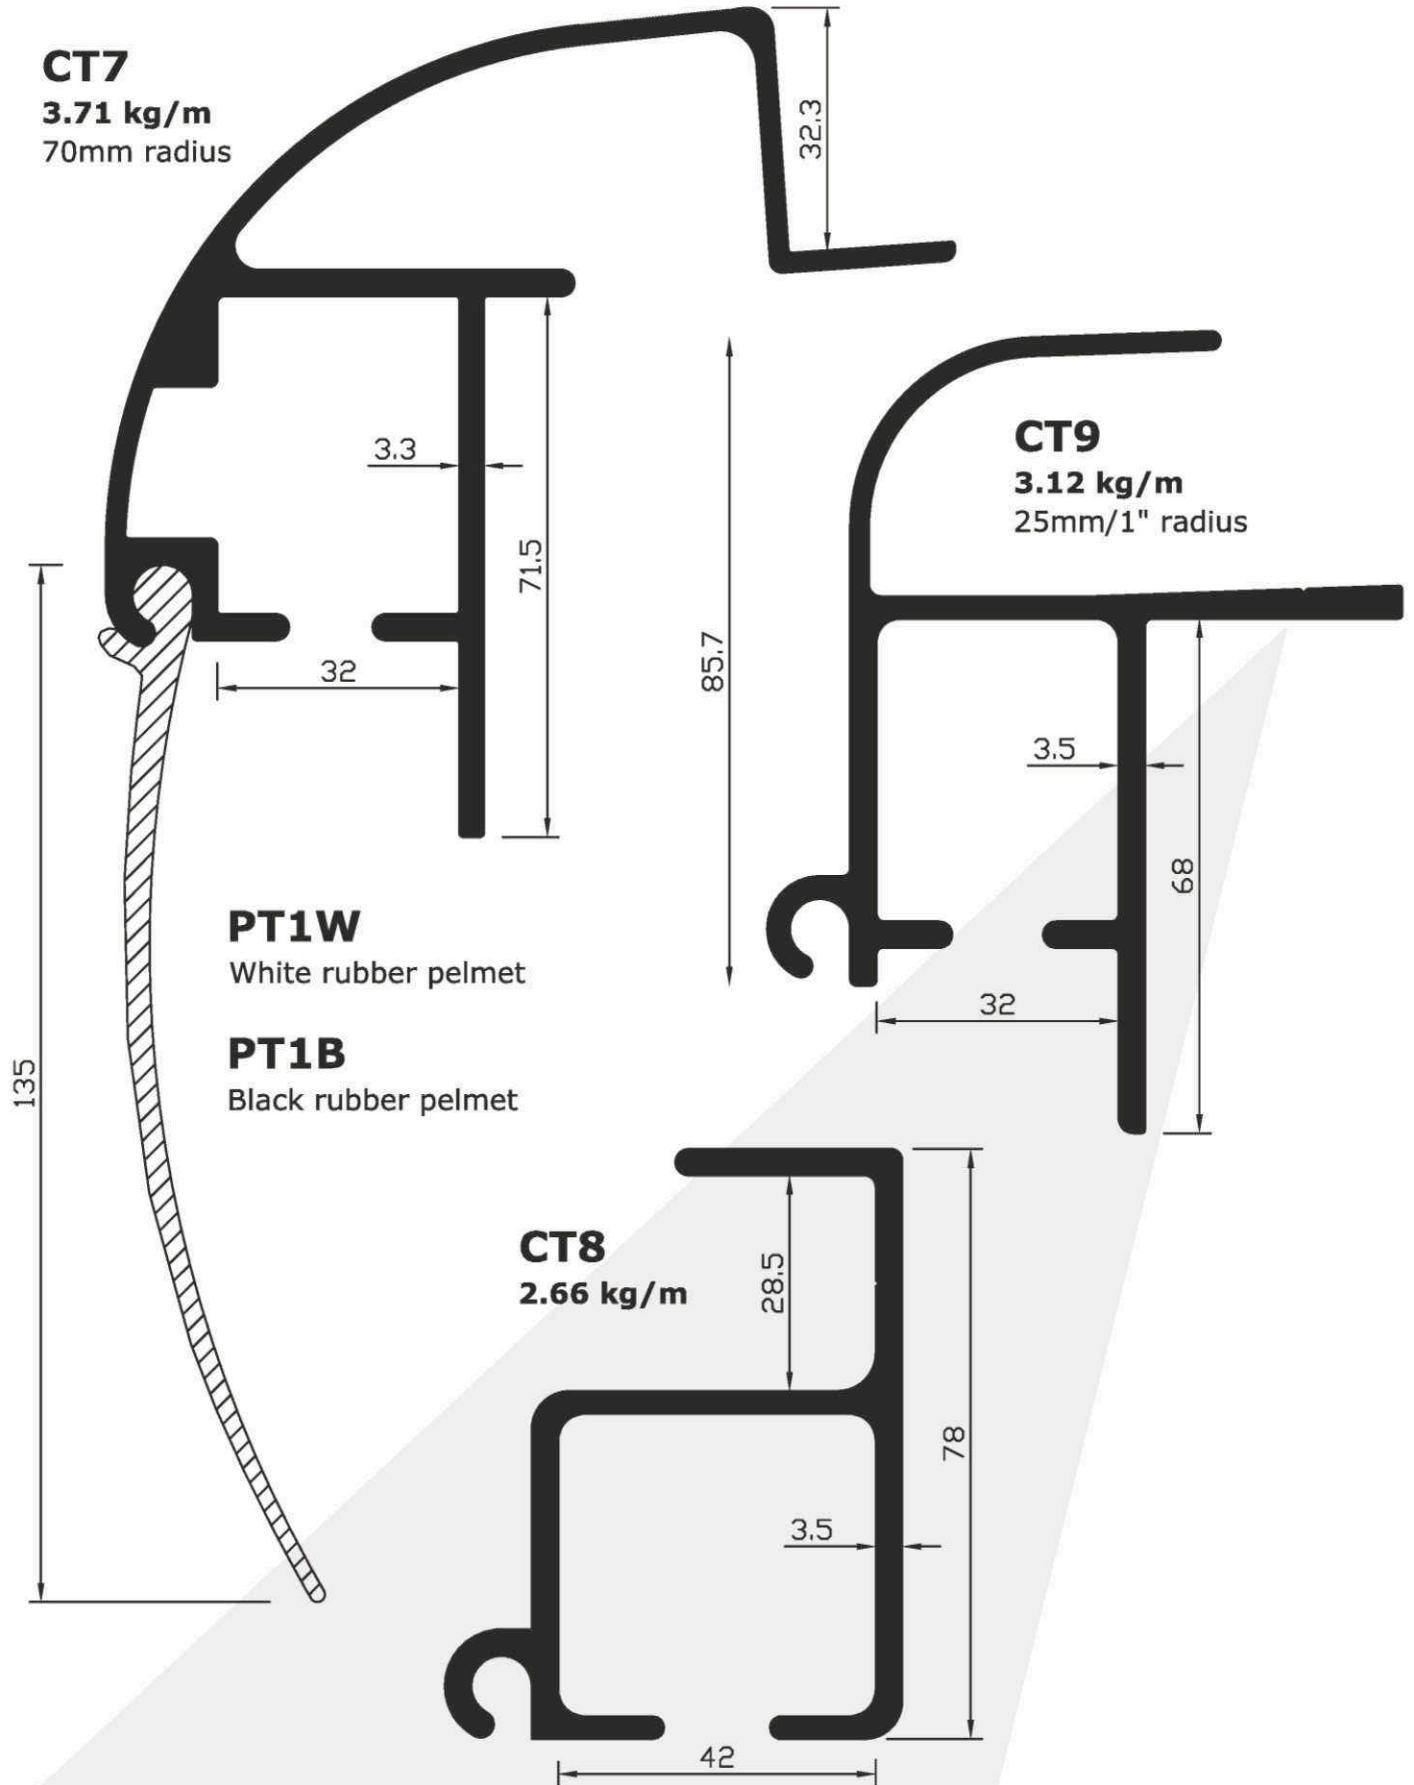 CT7
3.71 kg/m
70mm radius
32.3
3.3
71.5
32
135
PT1W
White rubber pelmet
PT1B
Black rubber pelmet
85.7
CT9
3.12 kg/m
25mm/1" radius
3.5
68
32
CT8
2.66 kg/m
28.5
78
3.5
42